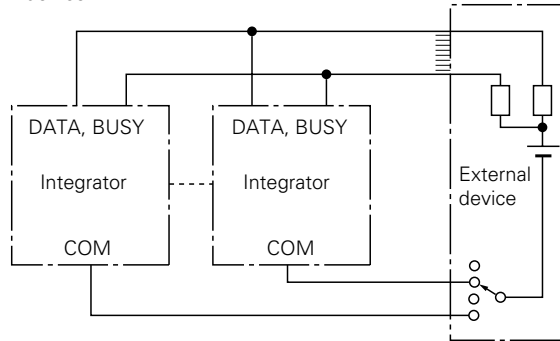 DATA, BUSY
DATA, BUSY
Integrator
Integrator
External
device
COM
COM